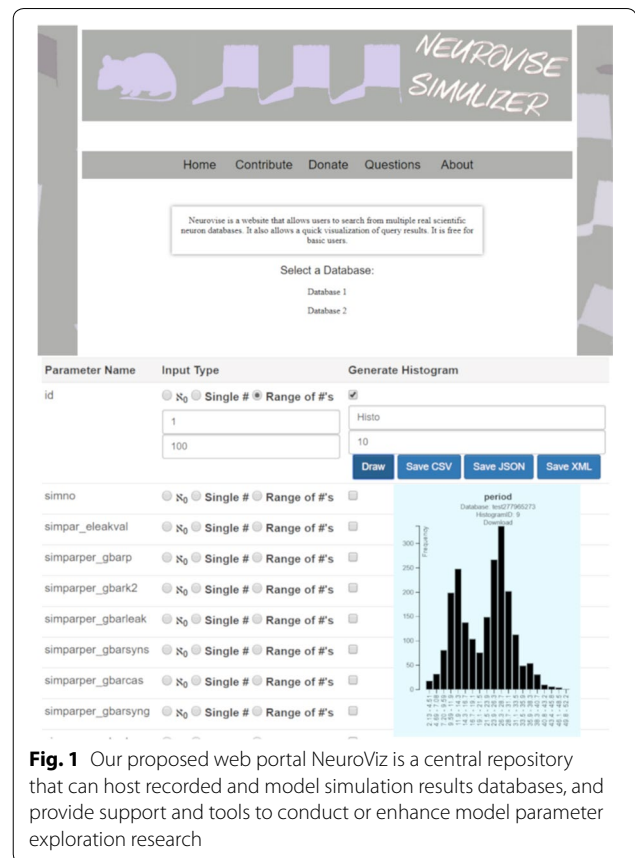 NEUROVISE
SIMULIZER
Home Contribute Donate Questions About
Neurovise is a website that allows users to search from multiple real scientific
neuron databases. It also allows a quick visualization of query results. It is free for
basic users.
Select a Database:
Database 1
Database 2
Parameter Name Input Type Generate Histogram
id ℵ0 Single # Range of #'s
1
100
Histo
10
Draw Save CSV Save JSON Save XML
simno ℵ0 Single # Range of #'s
simpar_eleakval ℵ0 Single # Range of #'s
simparper_gbarp ℵ0 Single # Range of #'s
simparper_gbark2 ℵ0 Single # Range of #'s
simparper_gbarleak ℵ0 Single # Range of #'s
simparper_gbarsyns ℵ0 Single # Range of #'s
simparper_gbarcas ℵ0 Single # Range of #'s
simparper_gbarsyng ℵ0 Single # Range of #'s
period
Database: test277965273
HistogramID: 9
Download
Frequency
300
250
200
150
100
50
0
Fig. 1 Our proposed web portal NeuroViz is a central repository
that can host recorded and model simulation results databases, and
provide support and tools to conduct or enhance model parameter
exploration research